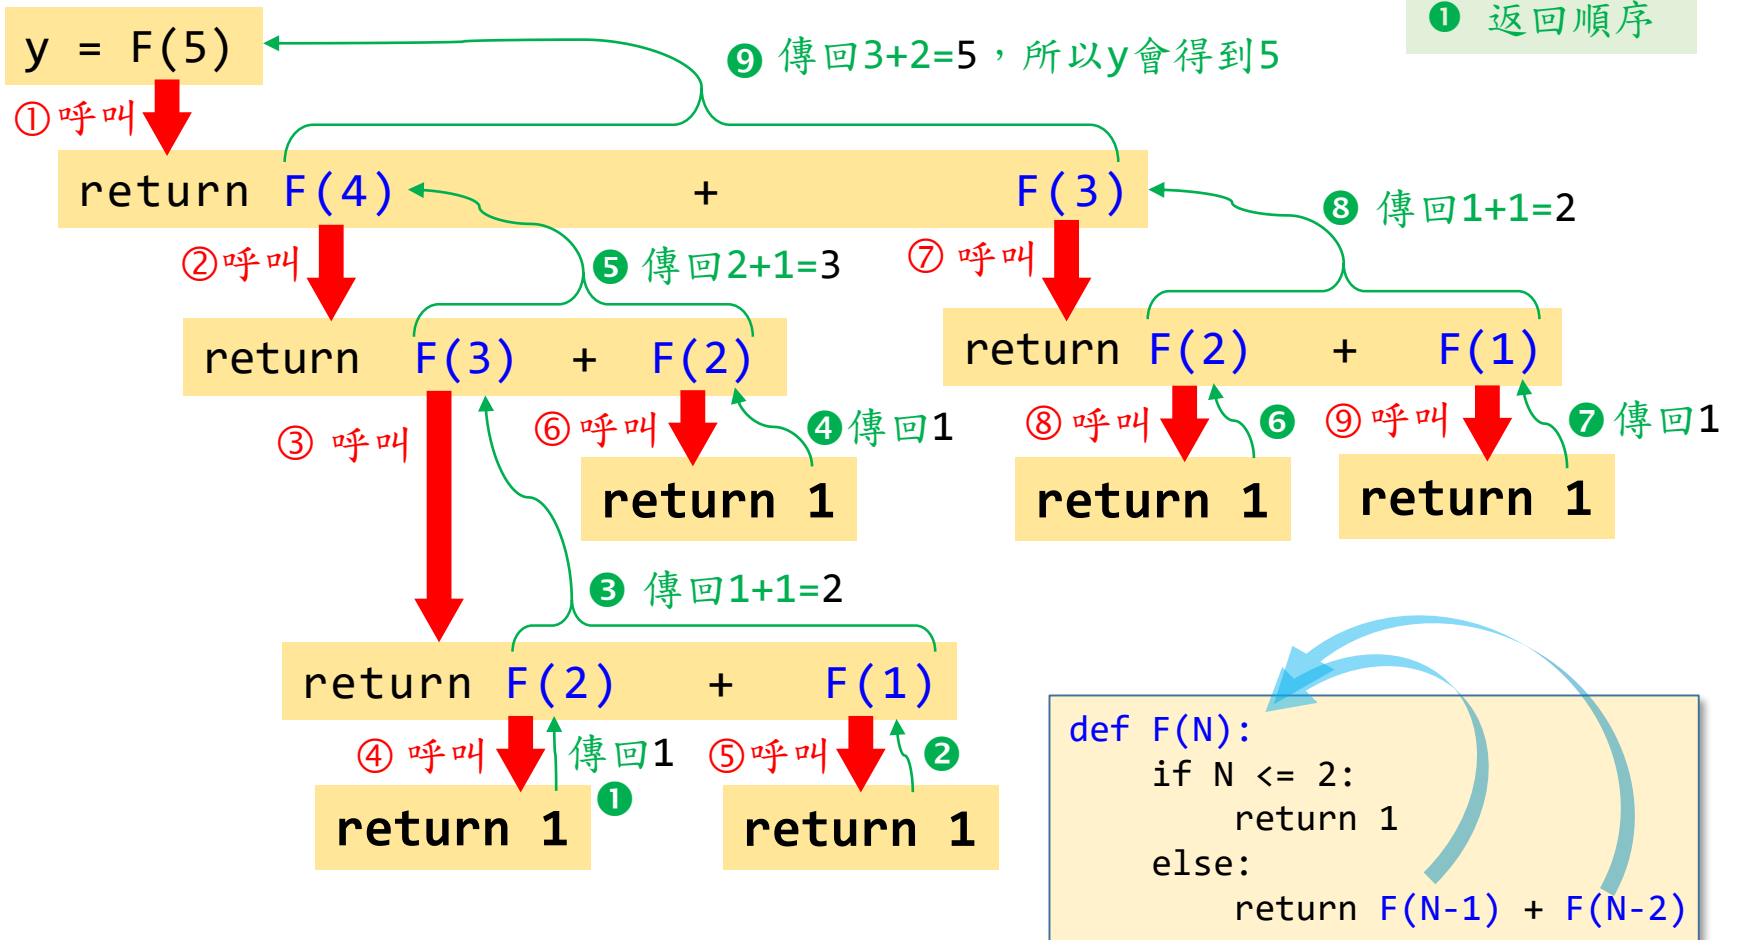 ❶ 返回順序
y = F(5)
❾ 傳回3+2=5，所以y會得到5
①呼叫
return F(4) + F(3)
❽ 傳回1+1=2
②呼叫
❺ 傳回2+1=3
⑦ 呼叫
return F(3) + F(2)
return F(2) + F(1)
③ 呼叫
⑥呼叫
❹傳回1
⑧呼叫
❻
⑨呼叫
❼傳回1
return 1
return 1
return 1
❸ 傳回1+1=2
return F(2) + F(1)
④ 呼叫
傳回1
❶
⑤呼叫
❷
return 1
return 1
def F(N):
if N <= 2:
return 1
else:
return F(N-1) + F(N-2)